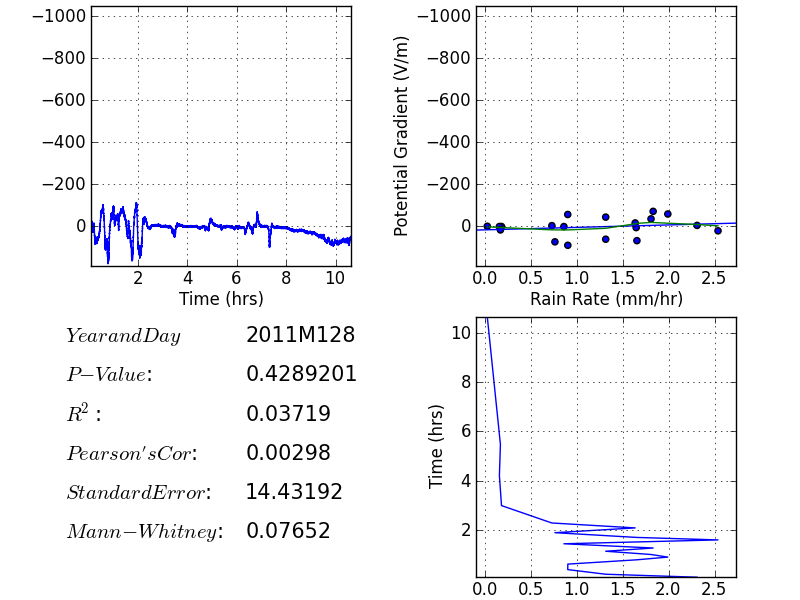 −1000
−800
−600
−400
−200
0
2 4 6 8 10
Time (hrs)
Potential Gradient (V/m)
−1000
−800
−600
−400
−200
0
0.0 0.5 1.0 1.5 2.0 2.5
Rain Rate (mm/hr)
YearandDay 2011M128
P−Value: 0.4289201
R²: 0.03719
Pearson'sCor: 0.00298
StandardError: 14.43192
Mann−Whitney: 0.07652
Time (hrs)
10
8
6
4
2
0.0 0.5 1.0 1.5 2.0 2.5